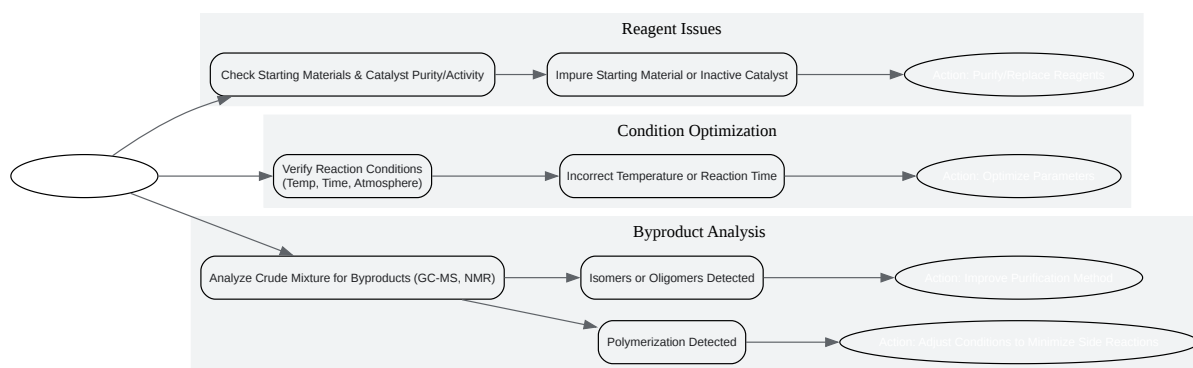 Reagent Issues
Check Starting Materials & Catalyst Purity/Activity
Impure Starting Material or Inactive Catalyst
Action: Purify/Replace Reagents
Condition Optimization
Verify Reaction Conditions
(Temp, Time, Atmosphere)
Incorrect Temperature or Reaction Time
Action: Optimize Parameters
Byproduct Analysis
Analyze Crude Mixture for Byproducts (GC-MS, NMR)
Isomers or Oligomers Detected
Action: Improve Purification Method
Polymerization Detected
Action: Adjust Conditions to Minimize Side Reactions